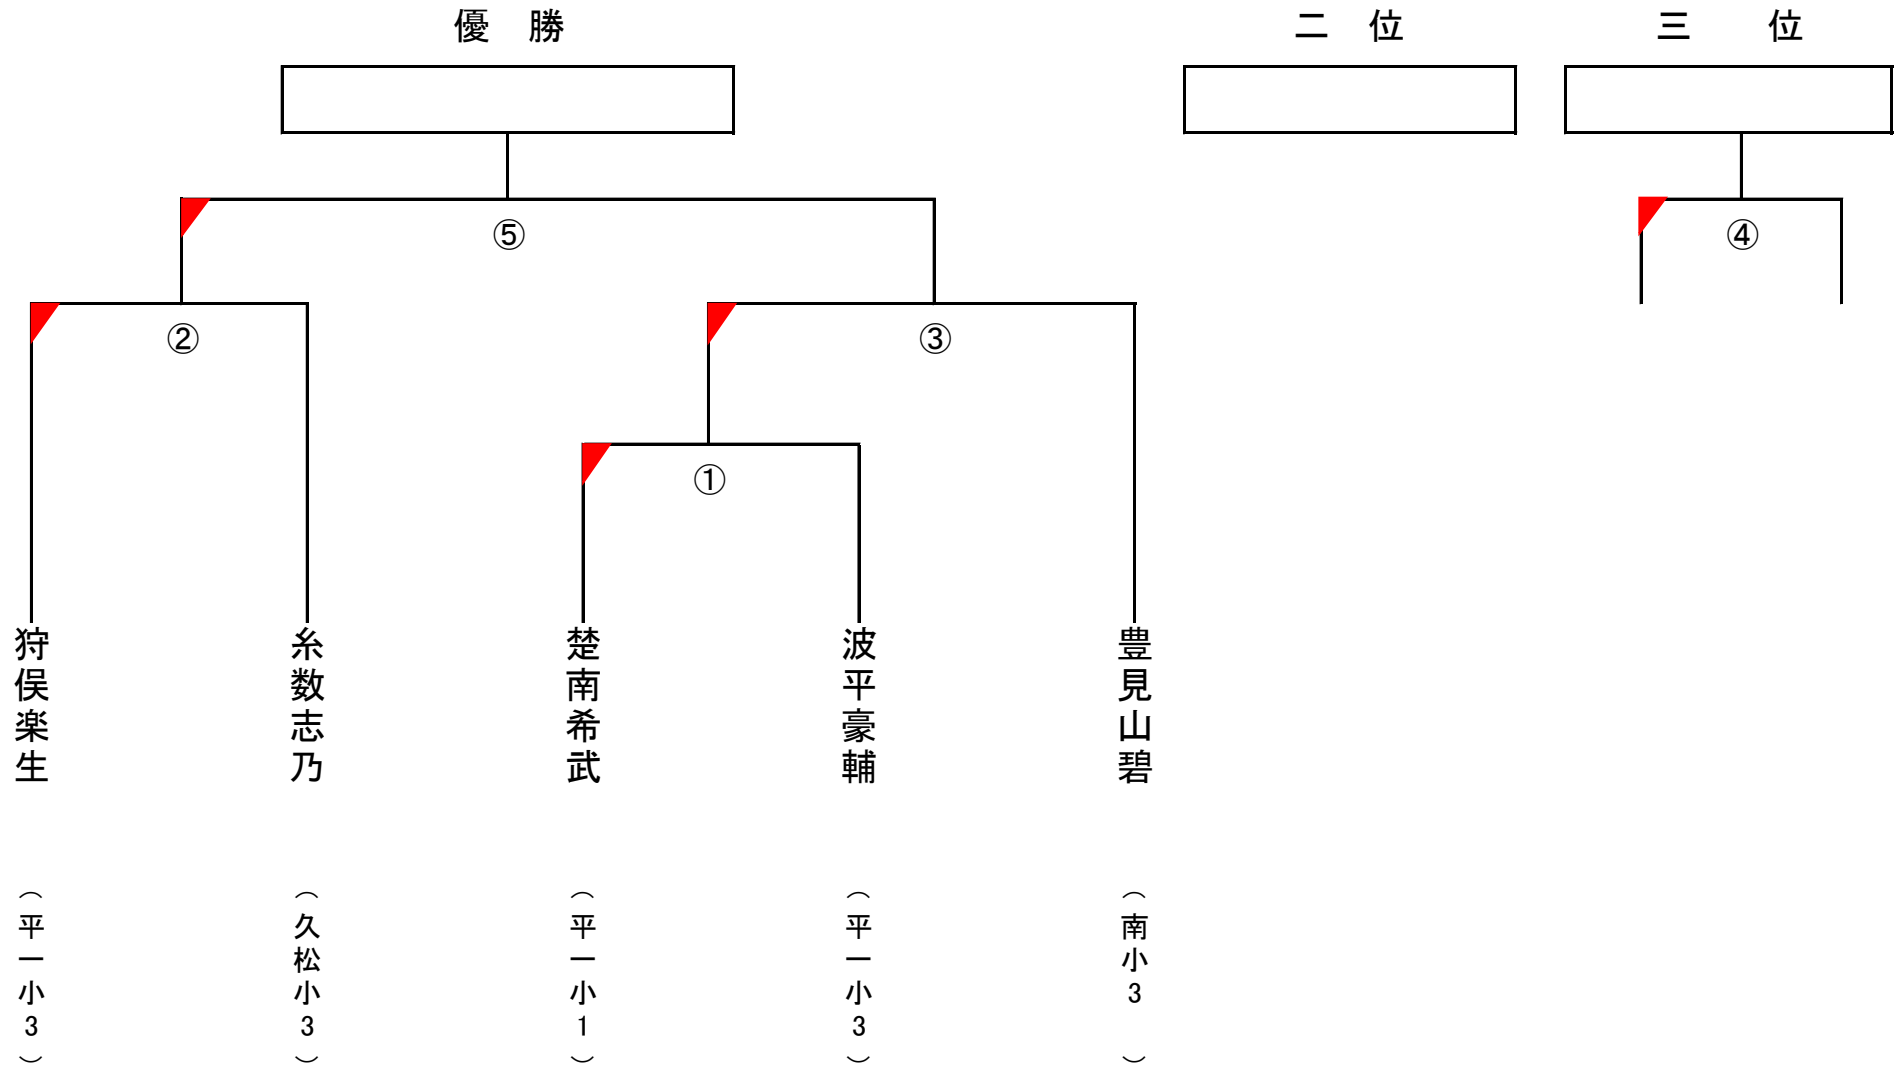 優　勝
二　位
三　　位
⑤
④
②
③
①
狩俣楽生
糸数志乃
楚南希武
波平豪輔
豊見山碧
（平一小3）
（久松小3）
（平一小1）
（平一小3）
（南小3　）